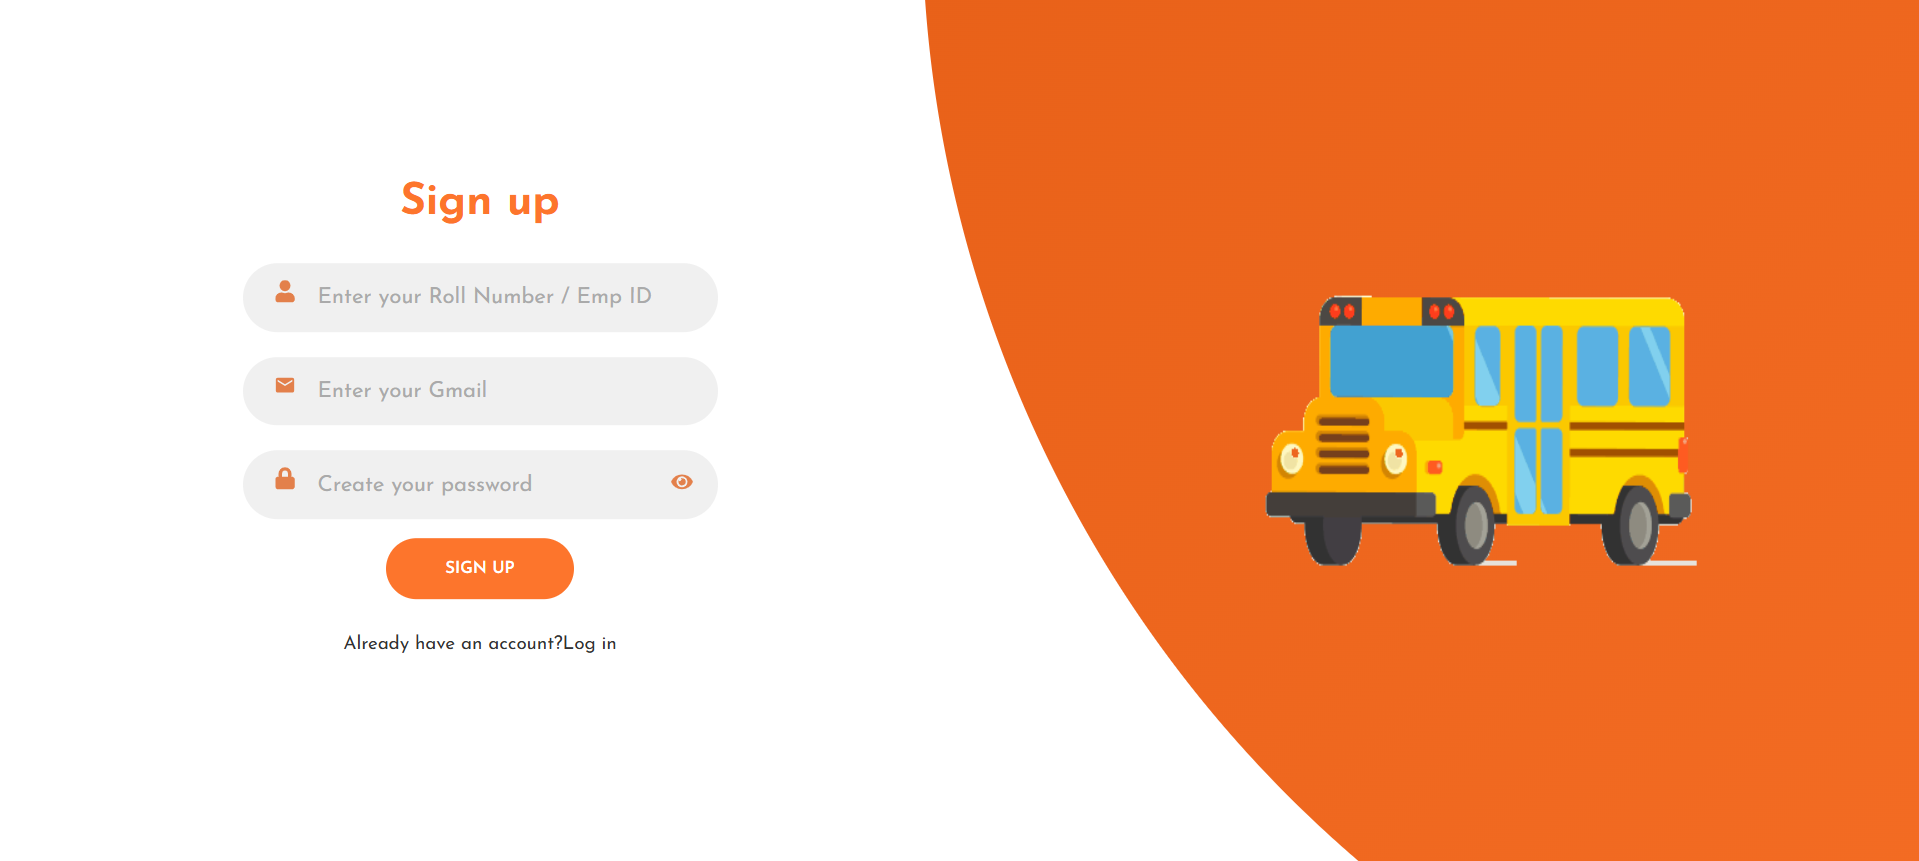 Sign up
Enter your Roll Number / Emp ID
Enter your Gmail
Create your password
SIGN UP
Already have an account?Log in